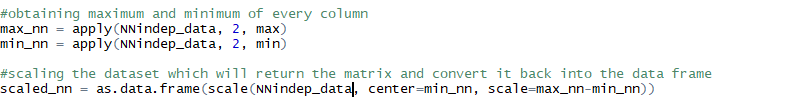 #obtaining maximum and minimum of every column
max_nn = apply(NNindep_data, 2, max)
min_nn = apply(NNindep_data, 2, min)
#scaling the dataset which will return the matrix and convert it back into the data frame
scaled_nn = as.data.frame(scale(NNindep_data, center=min_nn, scale=max_nn-min_nn))